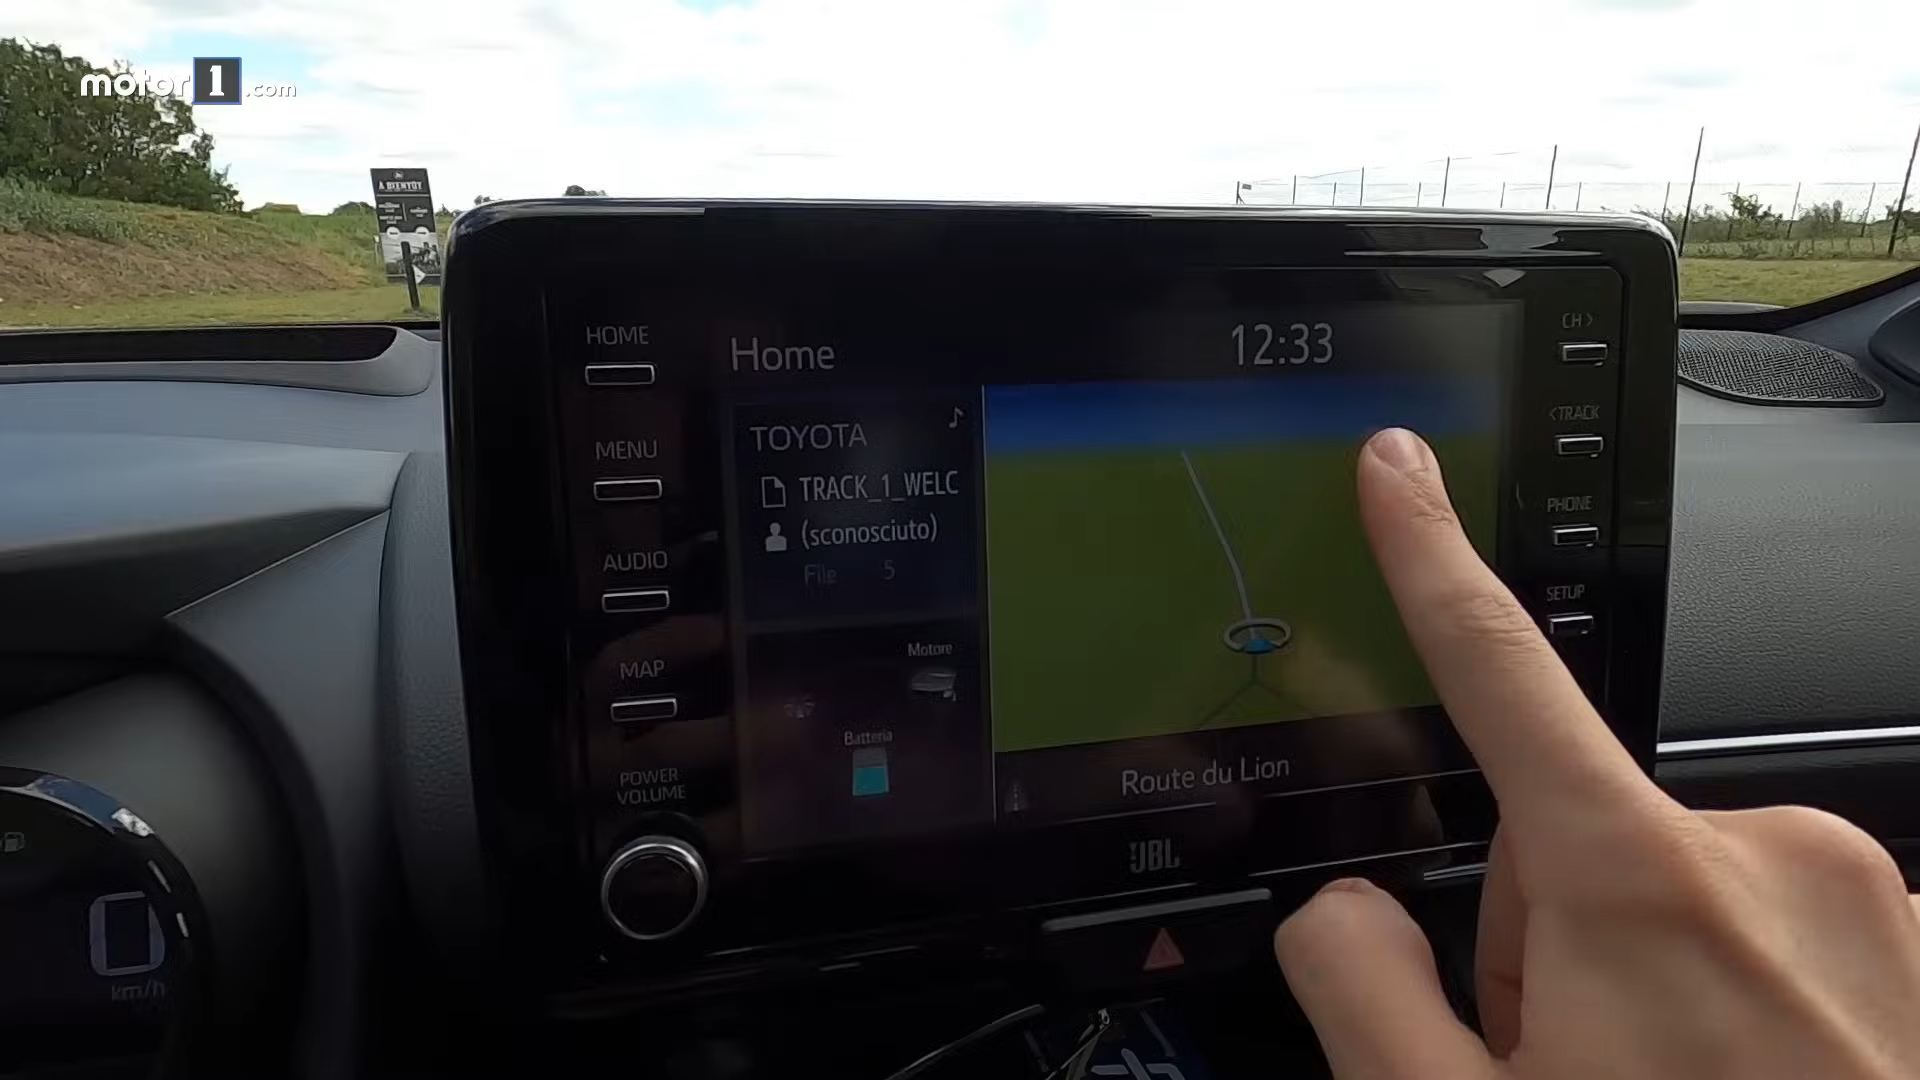 motor1.com
À BIENTÔT
HOME
MENU
AUDIO
MAP
POWER
VOLUME
Home
12:33
TOYOTA
TRACK_1_WELC
(sconosciuto)
File 5
Motore
Batteria
Route du Lion
JBL
CH >
< TRACK
PHONE
SETUP
km/h